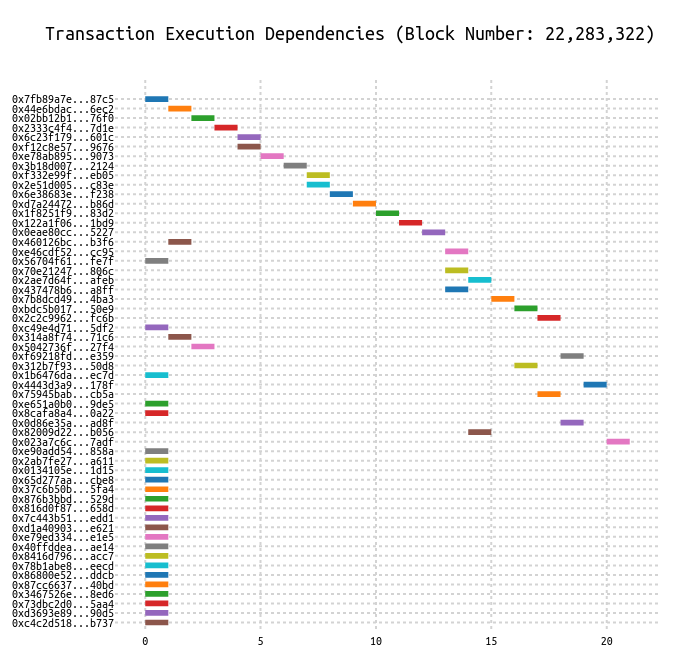 Transaction Execution Dependencies (Block Number: 22,283,322)
0x7fb89a7e...87c5
0x44e6bdac...6ec2
0x02bb12b1...76f0
0x2333c4f4...7d1e
0x6c23f179...601c
0xf12c8e57...9676
0xe78ab895...9073
0x3b18d007...2124
0xf332e99f...eb05
0x2e51d005...c83e
0x6e38683e...f238
0xd7a24472...b86d
0x1f8251f9...83d2
0x122a1f06...1bd9
0x0eae80cc...5227
0x460126bc...b3f6
0xe46cdf52...cc95
0x56704f61...fe7f
0x70e21247...806c
0x2ae7d64f...afeb
0x437478b6...a8ff
0x7b8dcd49...4ba3
0xbdc5b017...50e9
0x2c2c9962...fc6b
0xc49e4d71...5df2
0x314a8f74...71c6
0x5042736f...27f4
0xf69218fd...e359
0x312b7f93...50d8
0x1b6476da...ec7d
0x4443d3a9...178f
0x75945bab...cb5a
0xe651a0b0...9de5
0x8cafa8a4...0a22
0x0d86e35a...ad8f
0x82009d22...b056
0x023a7c6c...7adf
0xe90add54...858a
0x2ab7fe27...a611
0x0134105e...1d15
0x65d277aa...cbe8
0x37c6b50b...5fa4
0x876b3bbd...529d
0x816d0f87...658d
0x7c443b51...edd1
0xd1a40903...e621
0xe79ed334...e1e5
0x40ffddea...ae14
0x8416d796...acc7
0x78b1abe8...eecd
0x86800e52...ddcb
0x87cc6637...40bd
0x3467526e...8ed6
0x73dbc2d0...5aa4
0xd3693e89...90d5
0xc4c2d518...b737
0 5 10 15 20